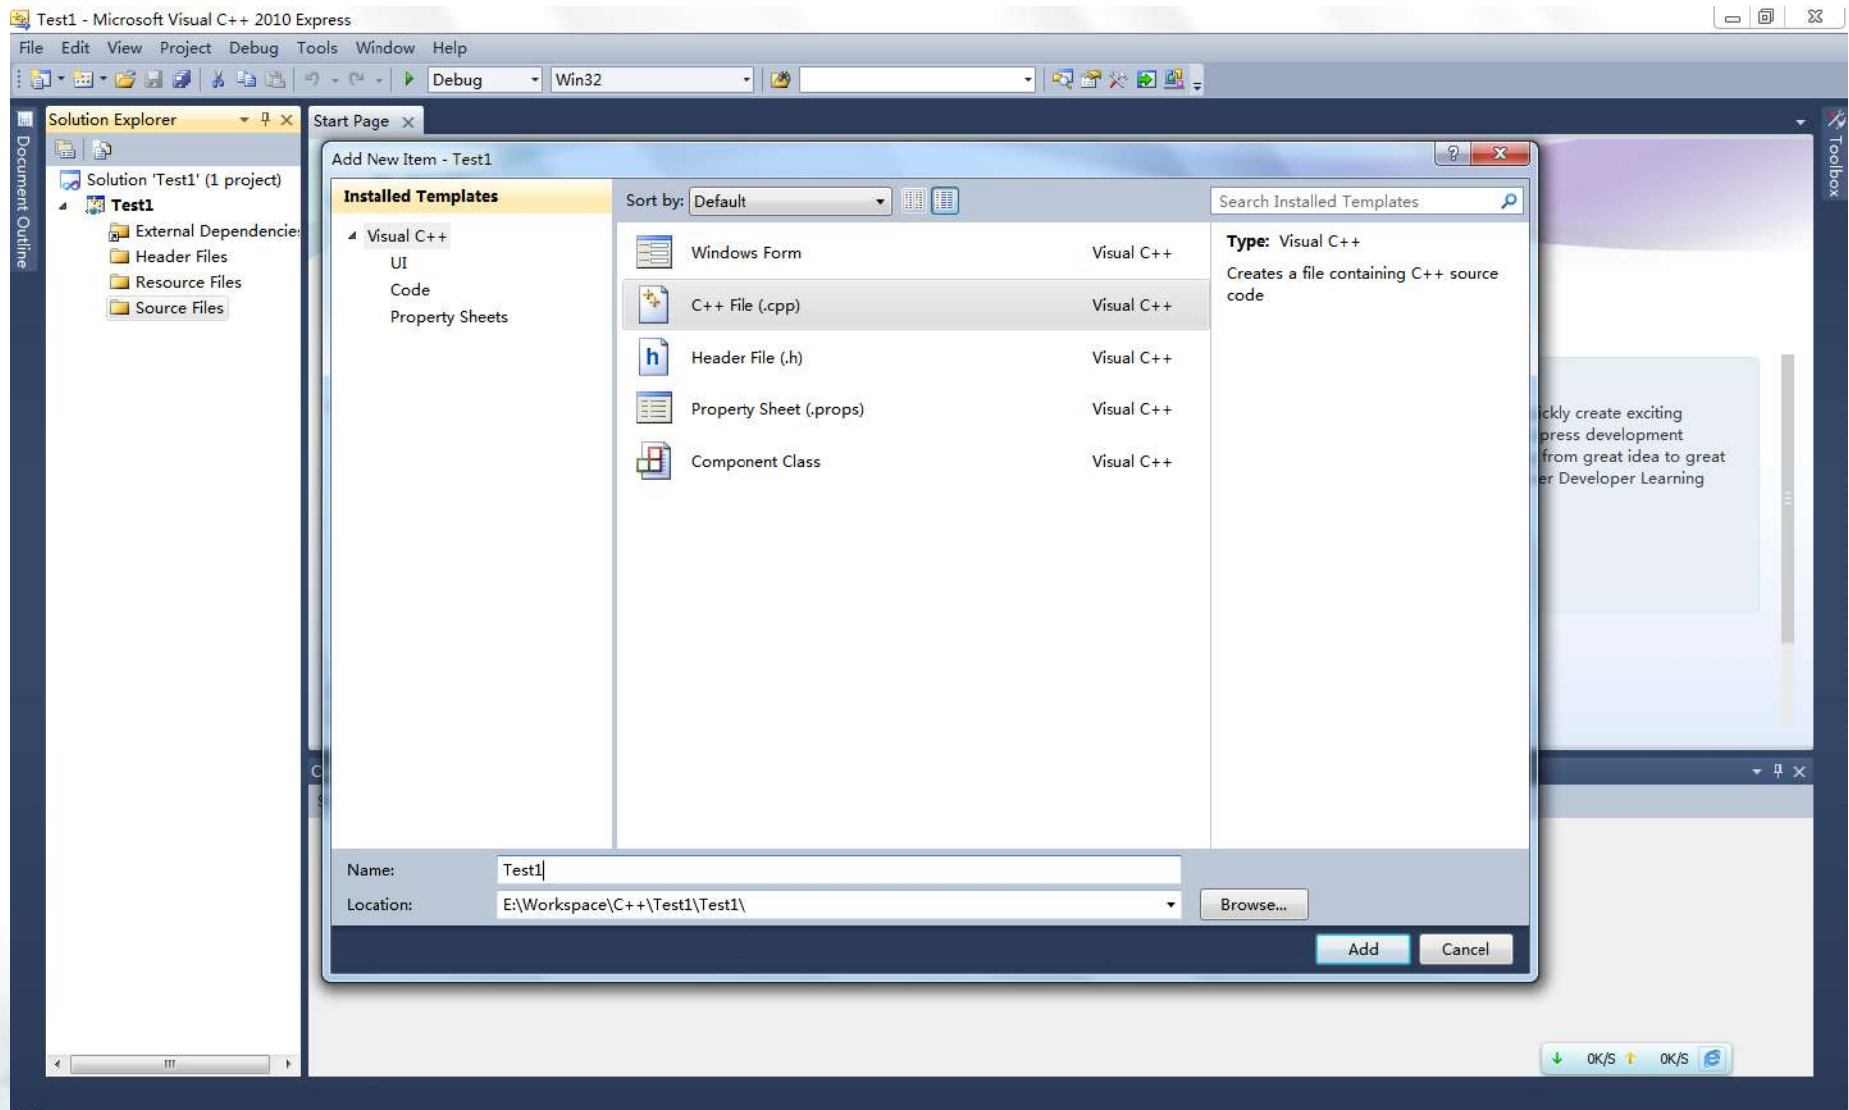 Test1 - Microsoft Visual C++ 2010 Express
File Edit View Project Debug Tools Window Help
Debug Win32
Document Outline
Solution Explorer
Solution 'Test1' (1 project)
Test1
External Dependencie
Header Files
Resource Files
Source Files
Start Page
Toolbox
Add New Item - Test1
Installed Templates
Visual C++
UI
Code
Property Sheets
Sort by: Default
Search Installed Templates
Windows Form Visual C++
C++ File (.cpp) Visual C++
Header File (.h) Visual C++
Property Sheet (.props) Visual C++
Component Class Visual C++
Type: Visual C++
Creates a file containing C++ source
code
ickly create exciting
press development
from great idea to great
er Developer Learning
Name: Test1
Location: E:\Workspace\C++\Test1\Test1\
Browse...
Add Cancel
0K/S 0K/S